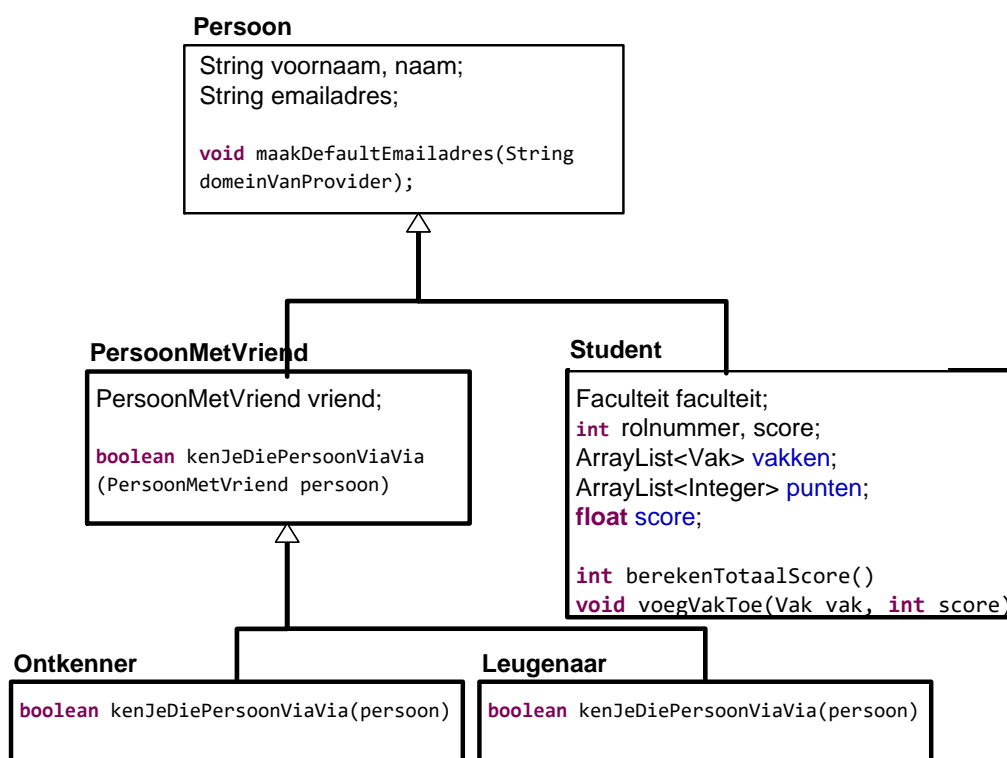 Persoon
String voornaam, naam;
String emailadres;
void maakDefaultEmailadres(String
domeinVanProvider);
PersoonMetVriend
PersoonMetVriend vriend;
boolean kenJeDiePersoonViaVia
(PersoonMetVriend persoon)
Student
Faculteit faculteit;
int rolnummer, score;
ArrayList<Vak> vakken;
ArrayList<Integer> punten;
float score;
int berekenTotaalScore()
void voegVakToe(Vak vak, int score)
Ontkenner
boolean kenJeDiePersoonViaVia(persoon)
Leugenaar
boolean kenJeDiePersoonViaVia(persoon)